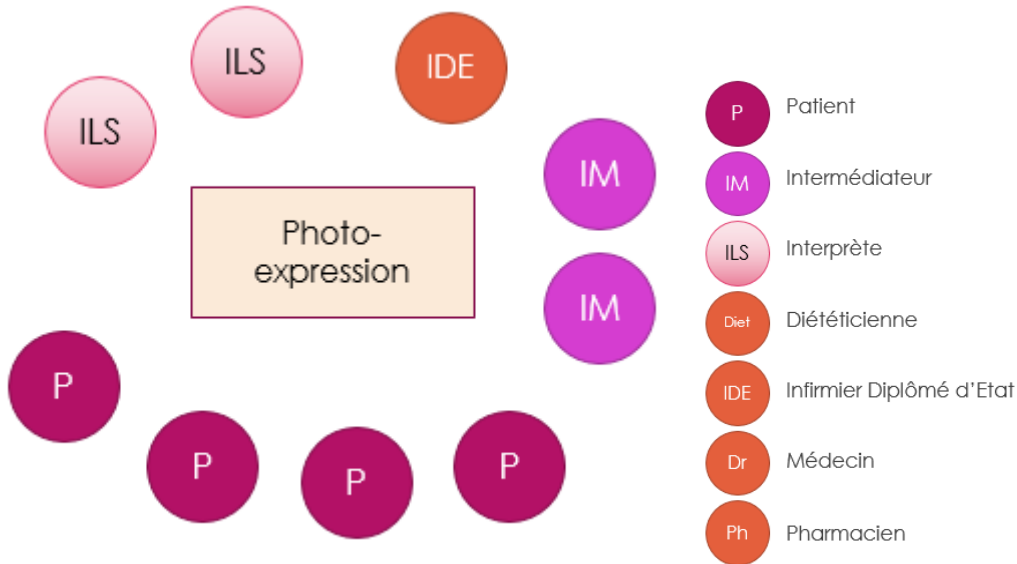 ILS
IDE
ILS
IM
Photo-
expression
IM
P
P
P
P
P Patient
IM Intermédiateur
ILS Interprète
Diet Diététicienne
IDE Infirmier Diplômé d’Etat
Dr Médecin
Ph Pharmacien